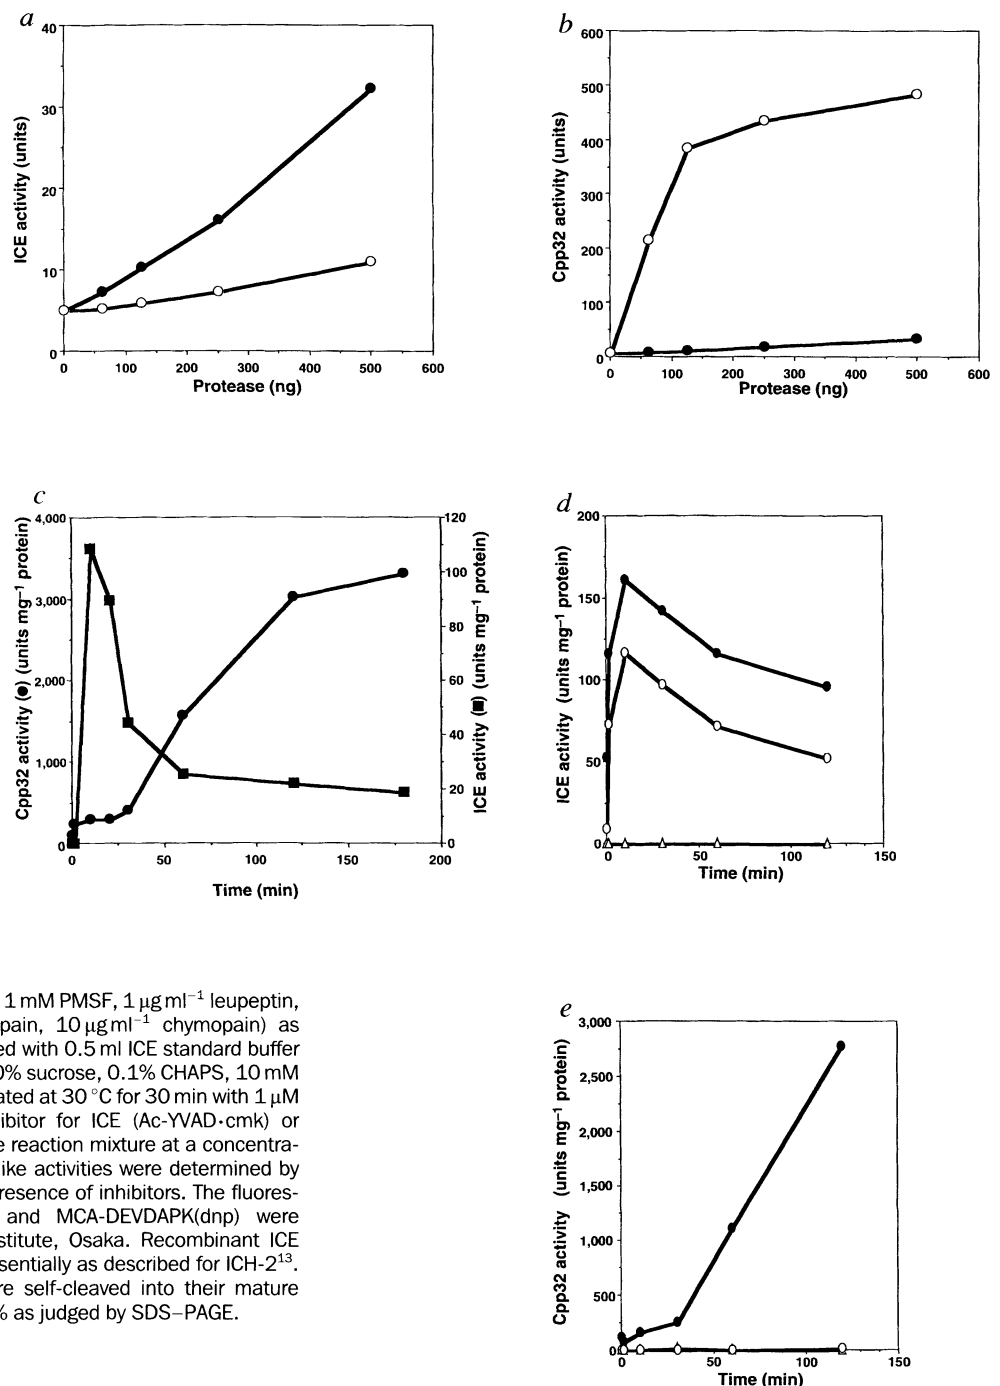 a
40
30
20
10
0
ICE activity (units)
0 100 200 300 400 500 600
Protease (ng)
b
600
500
400
300
200
100
0
Cpp32 activity (units)
0 100 200 300 400 500 600
Protease (ng)
c
4,000
3,000
2,000
1,000
0
Cpp32 activity (●) (units mg⁻¹ protein)
120
100
80
60
40
20
0
ICE activity (■) (units mg⁻¹ protein)
0 50 100 150 200
Time (min)
d
200
150
100
50
0
ICE activity (units mg⁻¹ protein)
0 50 100 150
Time (min)
1 mM PMSF, 1 µg ml⁻¹ leupeptin,
pain, 10 µg ml⁻¹ chymopain) as
ed with 0.5 ml ICE standard buffer
0% sucrose, 0.1% CHAPS, 10 mM
ated at 30 °C for 30 min with 1 µM
ibitor for ICE (Ac-YVAD·cmk) or
e reaction mixture at a concentra-
like activities were determined by
resence of inhibitors. The fluores-
and MCA-DEVDAPK(dnp) were
stitute, Osaka. Recombinant ICE
sentially as described for ICH-2¹³.
re self-cleaved into their mature
% as judged by SDS–PAGE.
e
3,000
2,500
2,000
1,500
1,000
500
0
Cpp32 activity (units mg⁻¹ protein)
0 50 100 150
Time (min)